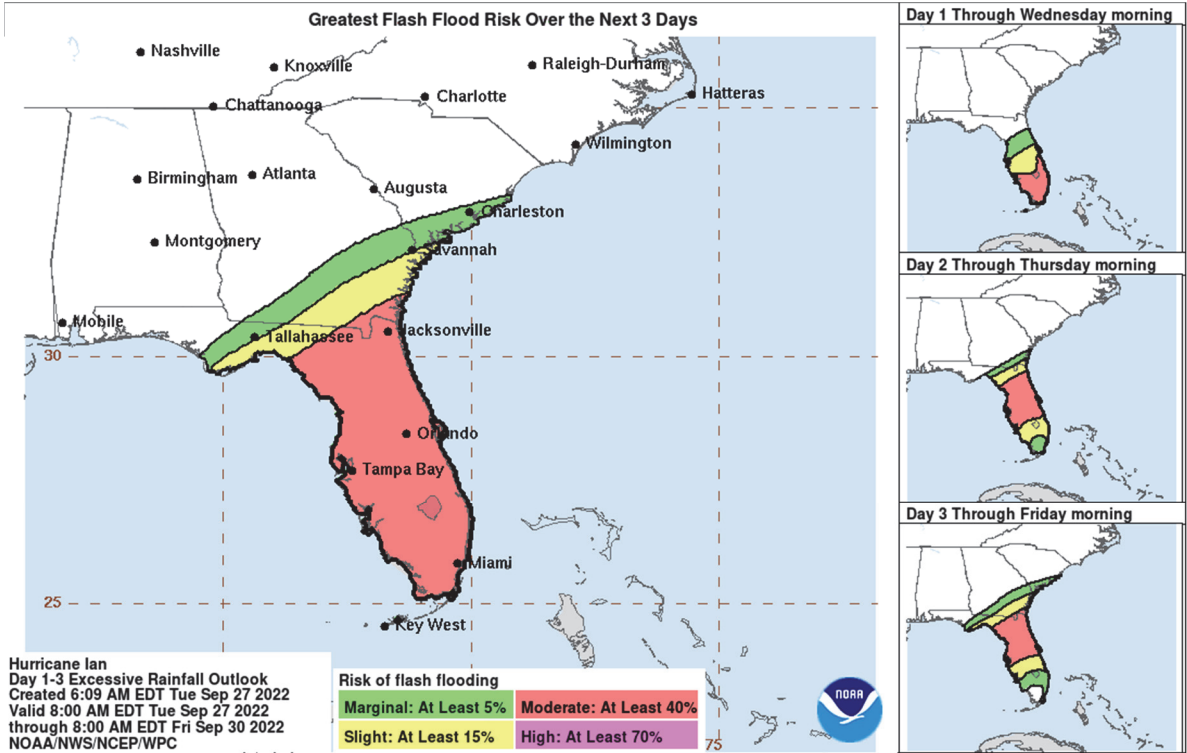 Greatest Flash Flood Risk Over the Next 3 Days
Nashville
Knoxville
Raleigh-Durham
Chattanooga
Charlotte
Hatteras
Wilmington
Birmingham
Atlanta
Augusta
Charleston
Montgomery
Savannah
Mobile
Tallahassee
Jacksonville
30
Orlando
Tampa Bay
Miami
25
Key West
75
Hurricane Ian
Day 1-3 Excessive Rainfall Outlook
Created 6:09 AM EDT Tue Sep 27 2022
Valid 8:00 AM EDT Tue Sep 27 2022
through 8:00 AM EDT Fri Sep 30 2022
NOAA/NWS/NCEP/WPC
Risk of flash flooding
Marginal: At Least 5%
Moderate: At Least 40%
Slight: At Least 15%
High: At Least 70%
NOAA
Day 1 Through Wednesday morning
Day 2 Through Thursday morning
Day 3 Through Friday morning